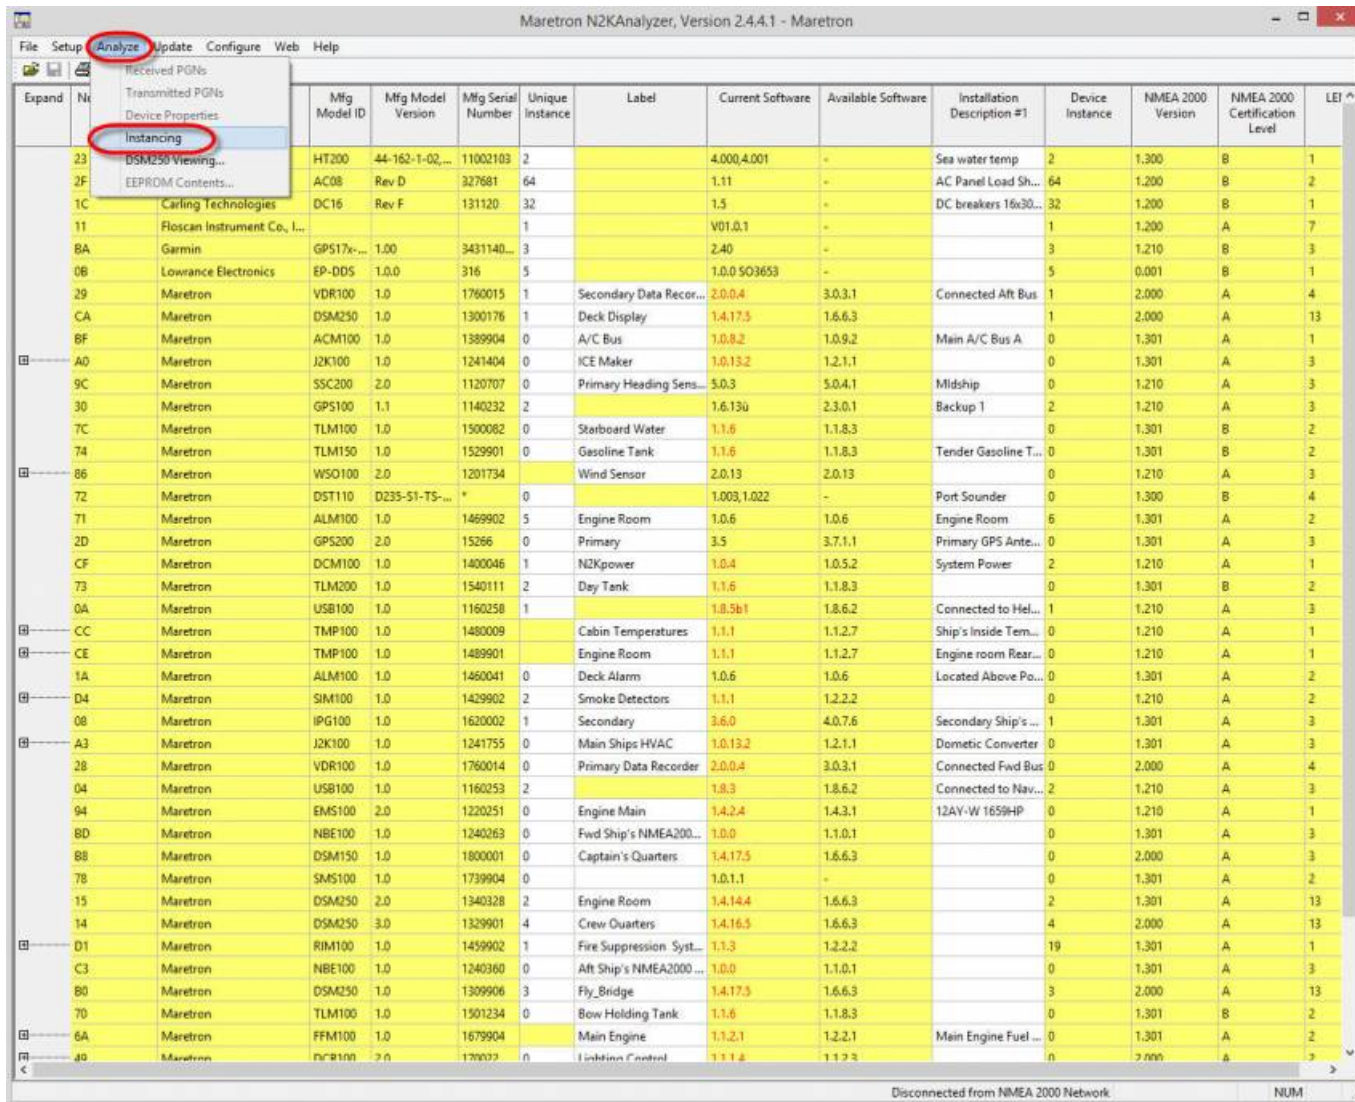 Maretron N2KAnalyzer, Version 2.4.4.1 - Maretron
File Setup Analyze Update Configure Web Help
Received PGNs
Transmitted PGNs
Device Properties
Instancing
DSM250 Viewing...
EEPROM Contents...
Expand Mfg Model ID Mfg Model Version Mfg Serial Number Unique Instance Label Current Software Available Software Installation Description #1 Device Instance NMEA 2000 Version NMEA 2000 Certification Level
23 HT200 44-162-1-02,... 11002103 2 4.000,4.001 - Sea water temp 2 1.300 B 1
2F AC08 Rev D 327681 64 1.11 - AC Panel Load Sh... 64 1.200 B 2
1C Carling Technologies DC16 Rev F 131120 32 1.5 - DC breakers 16x30... 32 1.200 B 1
11 Floscan Instrument Co., I... 1 V01.0.1 - 1 1.200 A 7
BA Garmin GPS17x-... 1.00 3431140... 3 2.40 - 3 1.210 B 3
0B Lowrance Electronics EP-DDS 1.0.0 316 5 1.0.0 SO3653 - 5 0.001 B 1
29 Maretron VDR100 1.0 1760015 1 Secondary Data Recor... 2.0.0.4 3.0.3.1 Connected Aft Bus 1 2.000 A 4
CA Maretron DSM250 1.0 1300176 1 Deck Display 1.4.17.5 1.6.6.3 1 2.000 A 13
BF Maretron ACM100 1.0 1389904 0 A/C Bus 1.0.8.2 1.0.9.2 Main A/C Bus A 0 1.301 A 1
A0 Maretron J2K100 1.0 1241404 0 ICE Maker 1.0.13.2 1.2.1.1 0 1.301 A 3
9C Maretron SSC200 2.0 1120707 0 Primary Heading Sens... 5.0.3 5.0.4.1 MIdship 0 1.210 A 3
30 Maretron GPS100 1.1 1140232 2 1.6.13ü 2.3.0.1 Backup 1 2 1.210 A 3
7C Maretron TLM100 1.0 1500082 0 Starboard Water 1.1.6 1.1.8.3 0 1.301 B 2
74 Maretron TLM150 1.0 1529901 0 Gasoline Tank 1.1.6 1.1.8.3 Tender Gasoline T... 0 1.301 B 2
86 Maretron WSO100 2.0 1201734 Wind Sensor 2.0.13 2.0.13 0 1.210 A 3
72 Maretron DST110 D235-S1-TS-... * 0 1.003,1.022 - Port Sounder 0 1.300 B 4
71 Maretron ALM100 1.0 1469902 5 Engine Room 1.0.6 1.0.6 Engine Room 6 1.301 A 2
2D Maretron GPS200 2.0 15266 0 Primary 3.5 3.7.1.1 Primary GPS Ante... 0 1.301 A 3
CF Maretron DCM100 1.0 1400046 1 N2Kpower 1.0.4 1.0.5.2 System Power 2 1.210 A 1
73 Maretron TLM200 1.0 1540111 2 Day Tank 1.1.6 1.1.8.3 0 1.301 B 2
0A Maretron USB100 1.0 1160258 1 1.8.5b1 1.8.6.2 Connected to Hel... 1 1.210 A 3
CC Maretron TMP100 1.0 1480009 Cabin Temperatures 1.1.1 1.1.2.7 Ship's Inside Tem... 0 1.210 A 1
CE Maretron TMP100 1.0 1489901 Engine Room 1.1.1 1.1.2.7 Engine room Rear... 0 1.210 A 1
1A Maretron ALM100 1.0 1460041 0 Deck Alarm 1.0.6 1.0.6 Located Above Po... 0 1.301 A 2
D4 Maretron SIM100 1.0 1429902 2 Smoke Detectors 1.1.1 1.2.2.2 0 1.210 A 2
08 Maretron IPG100 1.0 1620002 1 Secondary 3.6.0 4.0.7.6 Secondary Ship's ... 1 1.301 A 3
A3 Maretron J2K100 1.0 1241755 0 Main Ships HVAC 1.0.13.2 1.2.1.1 Dometic Converter 0 1.301 A 3
28 Maretron VDR100 1.0 1760014 0 Primary Data Recorder 2.0.0.4 3.0.3.1 Connected Fwd Bus 0 2.000 A 4
04 Maretron USB100 1.0 1160253 2 1.8.3 1.8.6.2 Connected to Nav... 2 1.210 A 3
94 Maretron EMS100 2.0 1220251 0 Engine Main 1.4.2.4 1.4.3.1 12AY-W 1659HP 0 1.210 A 1
BD Maretron NBE100 1.0 1240263 0 Fwd Ship's NMEA200... 1.0.0 1.1.0.1 0 1.301 A 3
B8 Maretron DSM150 1.0 1800001 0 Captain's Quarters 1.4.17.5 1.6.6.3 0 2.000 A 3
78 Maretron SMS100 1.0 1739904 0 1.0.1.1 - 0 1.301 A 2
15 Maretron DSM250 2.0 1340328 2 Engine Room 1.4.14.4 1.6.6.3 2 1.301 A 13
14 Maretron DSM250 3.0 1329901 4 Crew Quarters 1.4.16.5 1.6.6.3 4 2.000 A 13
D1 Maretron RIM100 1.0 1459902 1 Fire Suppression Syst... 1.1.3 1.2.2.2 19 1.301 A 1
C3 Maretron NBE100 1.0 1240360 0 Aft Ship's NMEA2000 ... 1.0.0 1.1.0.1 0 1.301 A 3
B0 Maretron DSM250 1.0 1309906 3 Fly_Bridge 1.4.17.5 1.6.6.3 3 2.000 A 13
70 Maretron TLM100 1.0 1501234 0 Bow Holding Tank 1.1.6 1.1.8.3 0 1.301 B 2
6A Maretron FFM100 1.0 1679904 Main Engine 1.1.2.1 1.2.2.1 Main Engine Fuel ... 0 1.301 A 2
49 Maretron DCR100 2.0 170022 0 Lighting Control 1.1.1.4 1.1.2.3 0 2.000 A 2
Disconnected from NMEA 2000 Network NUM